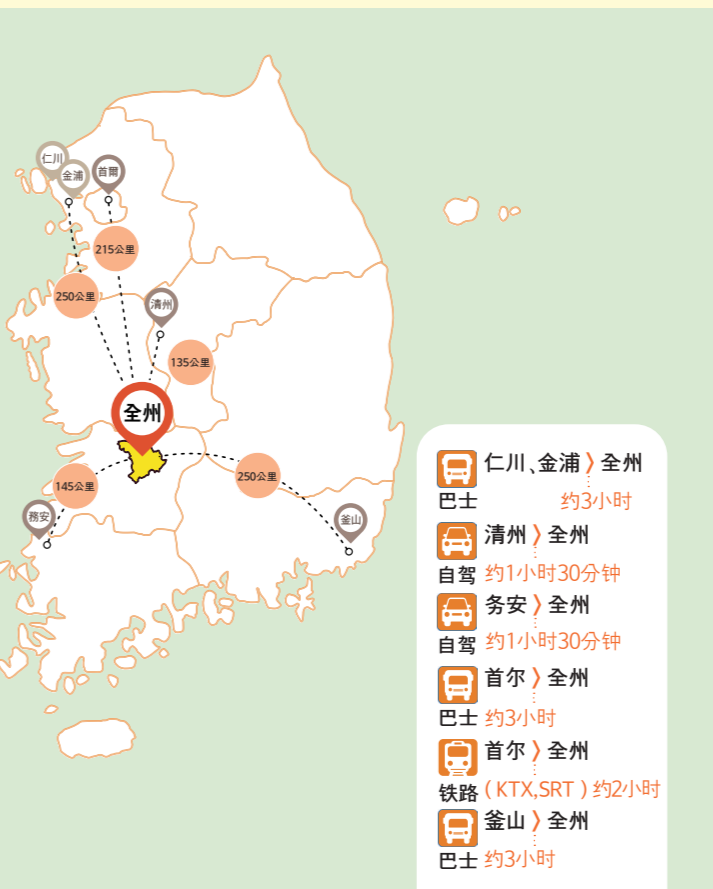 仁川
金浦
首爾
215公里
250公里
清州
135公里
全州
145公里
250公里
務安
釜山
仁川、金浦 〉全州
巴士 约3小时
清州 〉全州
自驾 约1小时30分钟
务安 〉全州
自驾 约1小时30分钟
首尔 〉全州
巴士 约3小时
首尔 〉全州
铁路 ( KTX,SRT ) 约2小时
釜山 〉全州
巴士 约3小时